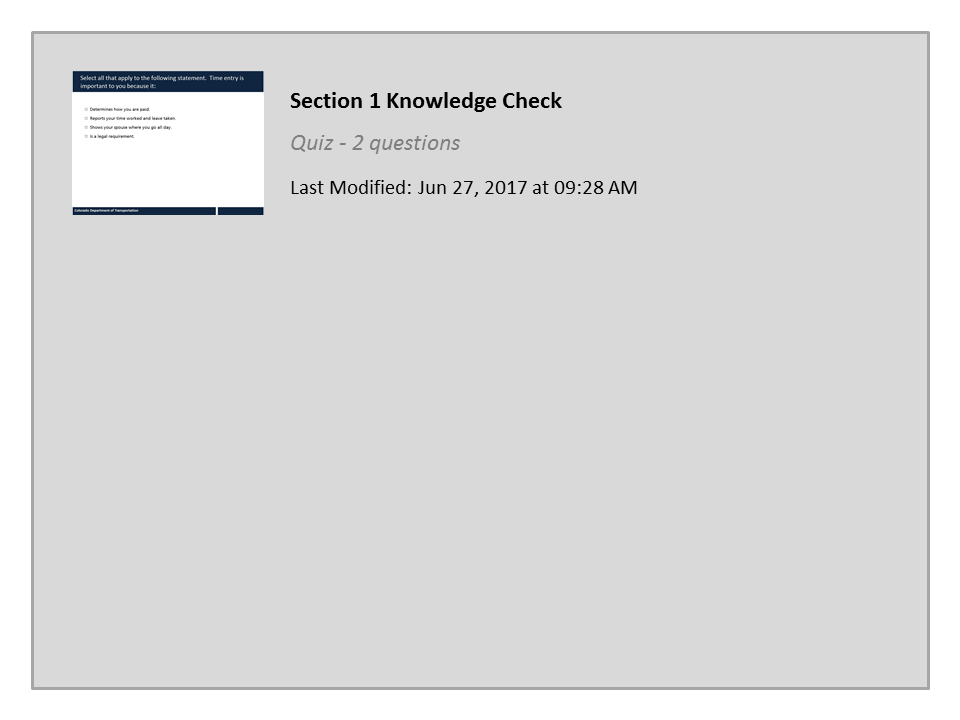 Select all that apply to the following statement.  Time entry is
important to you because it:
Determines how you are paid.
Reports your time worked and leave taken.
Shows your spouse where you go all day.
Is a legal requirement.
Colorado Department of Transportation
Section 1 Knowledge Check
Quiz - 2 questions
Last Modified: Jun 27, 2017 at 09:28 AM